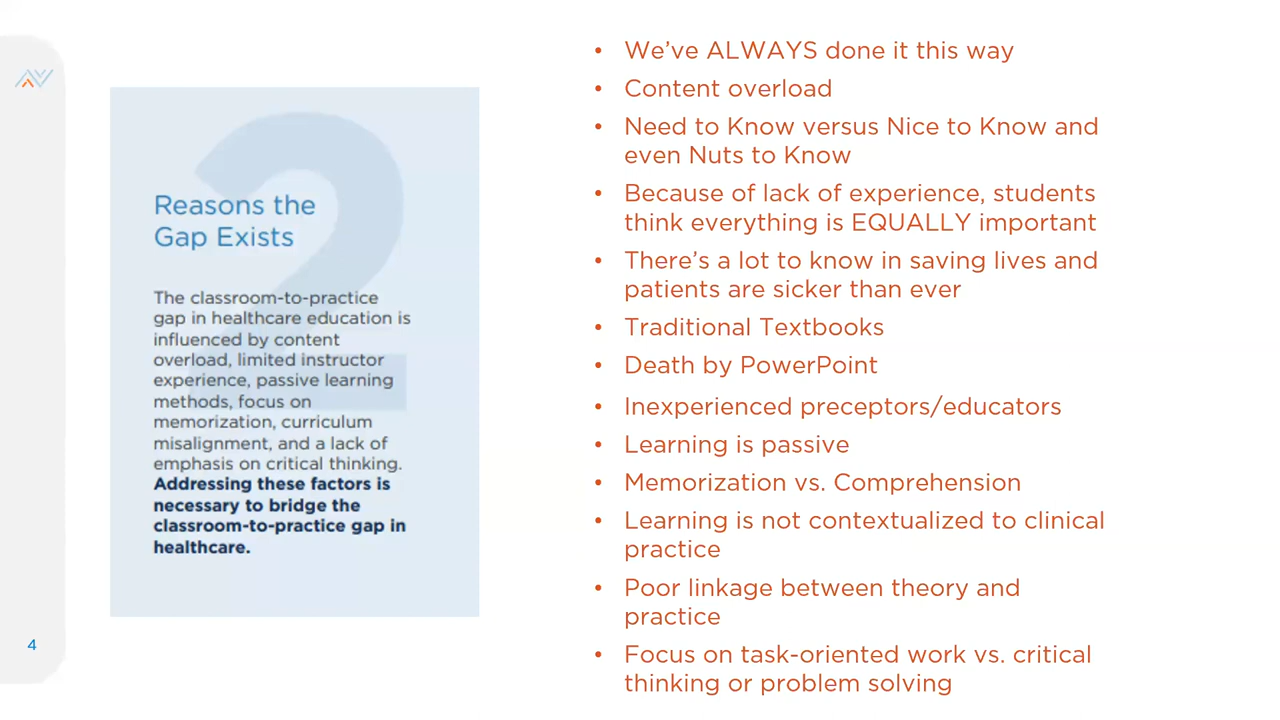 Reasons the
Gap Exists
The classroom-to-practice
gap in healthcare education is
influenced by content
overload, limited instructor
experience, passive learning
methods, focus on
memorization, curriculum
misalignment, and a lack of
emphasis on critical thinking.
Addressing these factors is
necessary to bridge the
classroom-to-practice gap in
healthcare.
2
4
• We’ve ALWAYS done it this way
• Content overload
• Need to Know versus Nice to Know and
even Nuts to Know
• Because of lack of experience, students
think everything is EQUALLY important
• There’s a lot to know in saving lives and
patients are sicker than ever
• Traditional Textbooks
• Death by PowerPoint
• Inexperienced preceptors/educators
• Learning is passive
• Memorization vs. Comprehension
• Learning is not contextualized to clinical
practice
• Poor linkage between theory and
practice
• Focus on task-oriented work vs. critical
thinking or problem solving